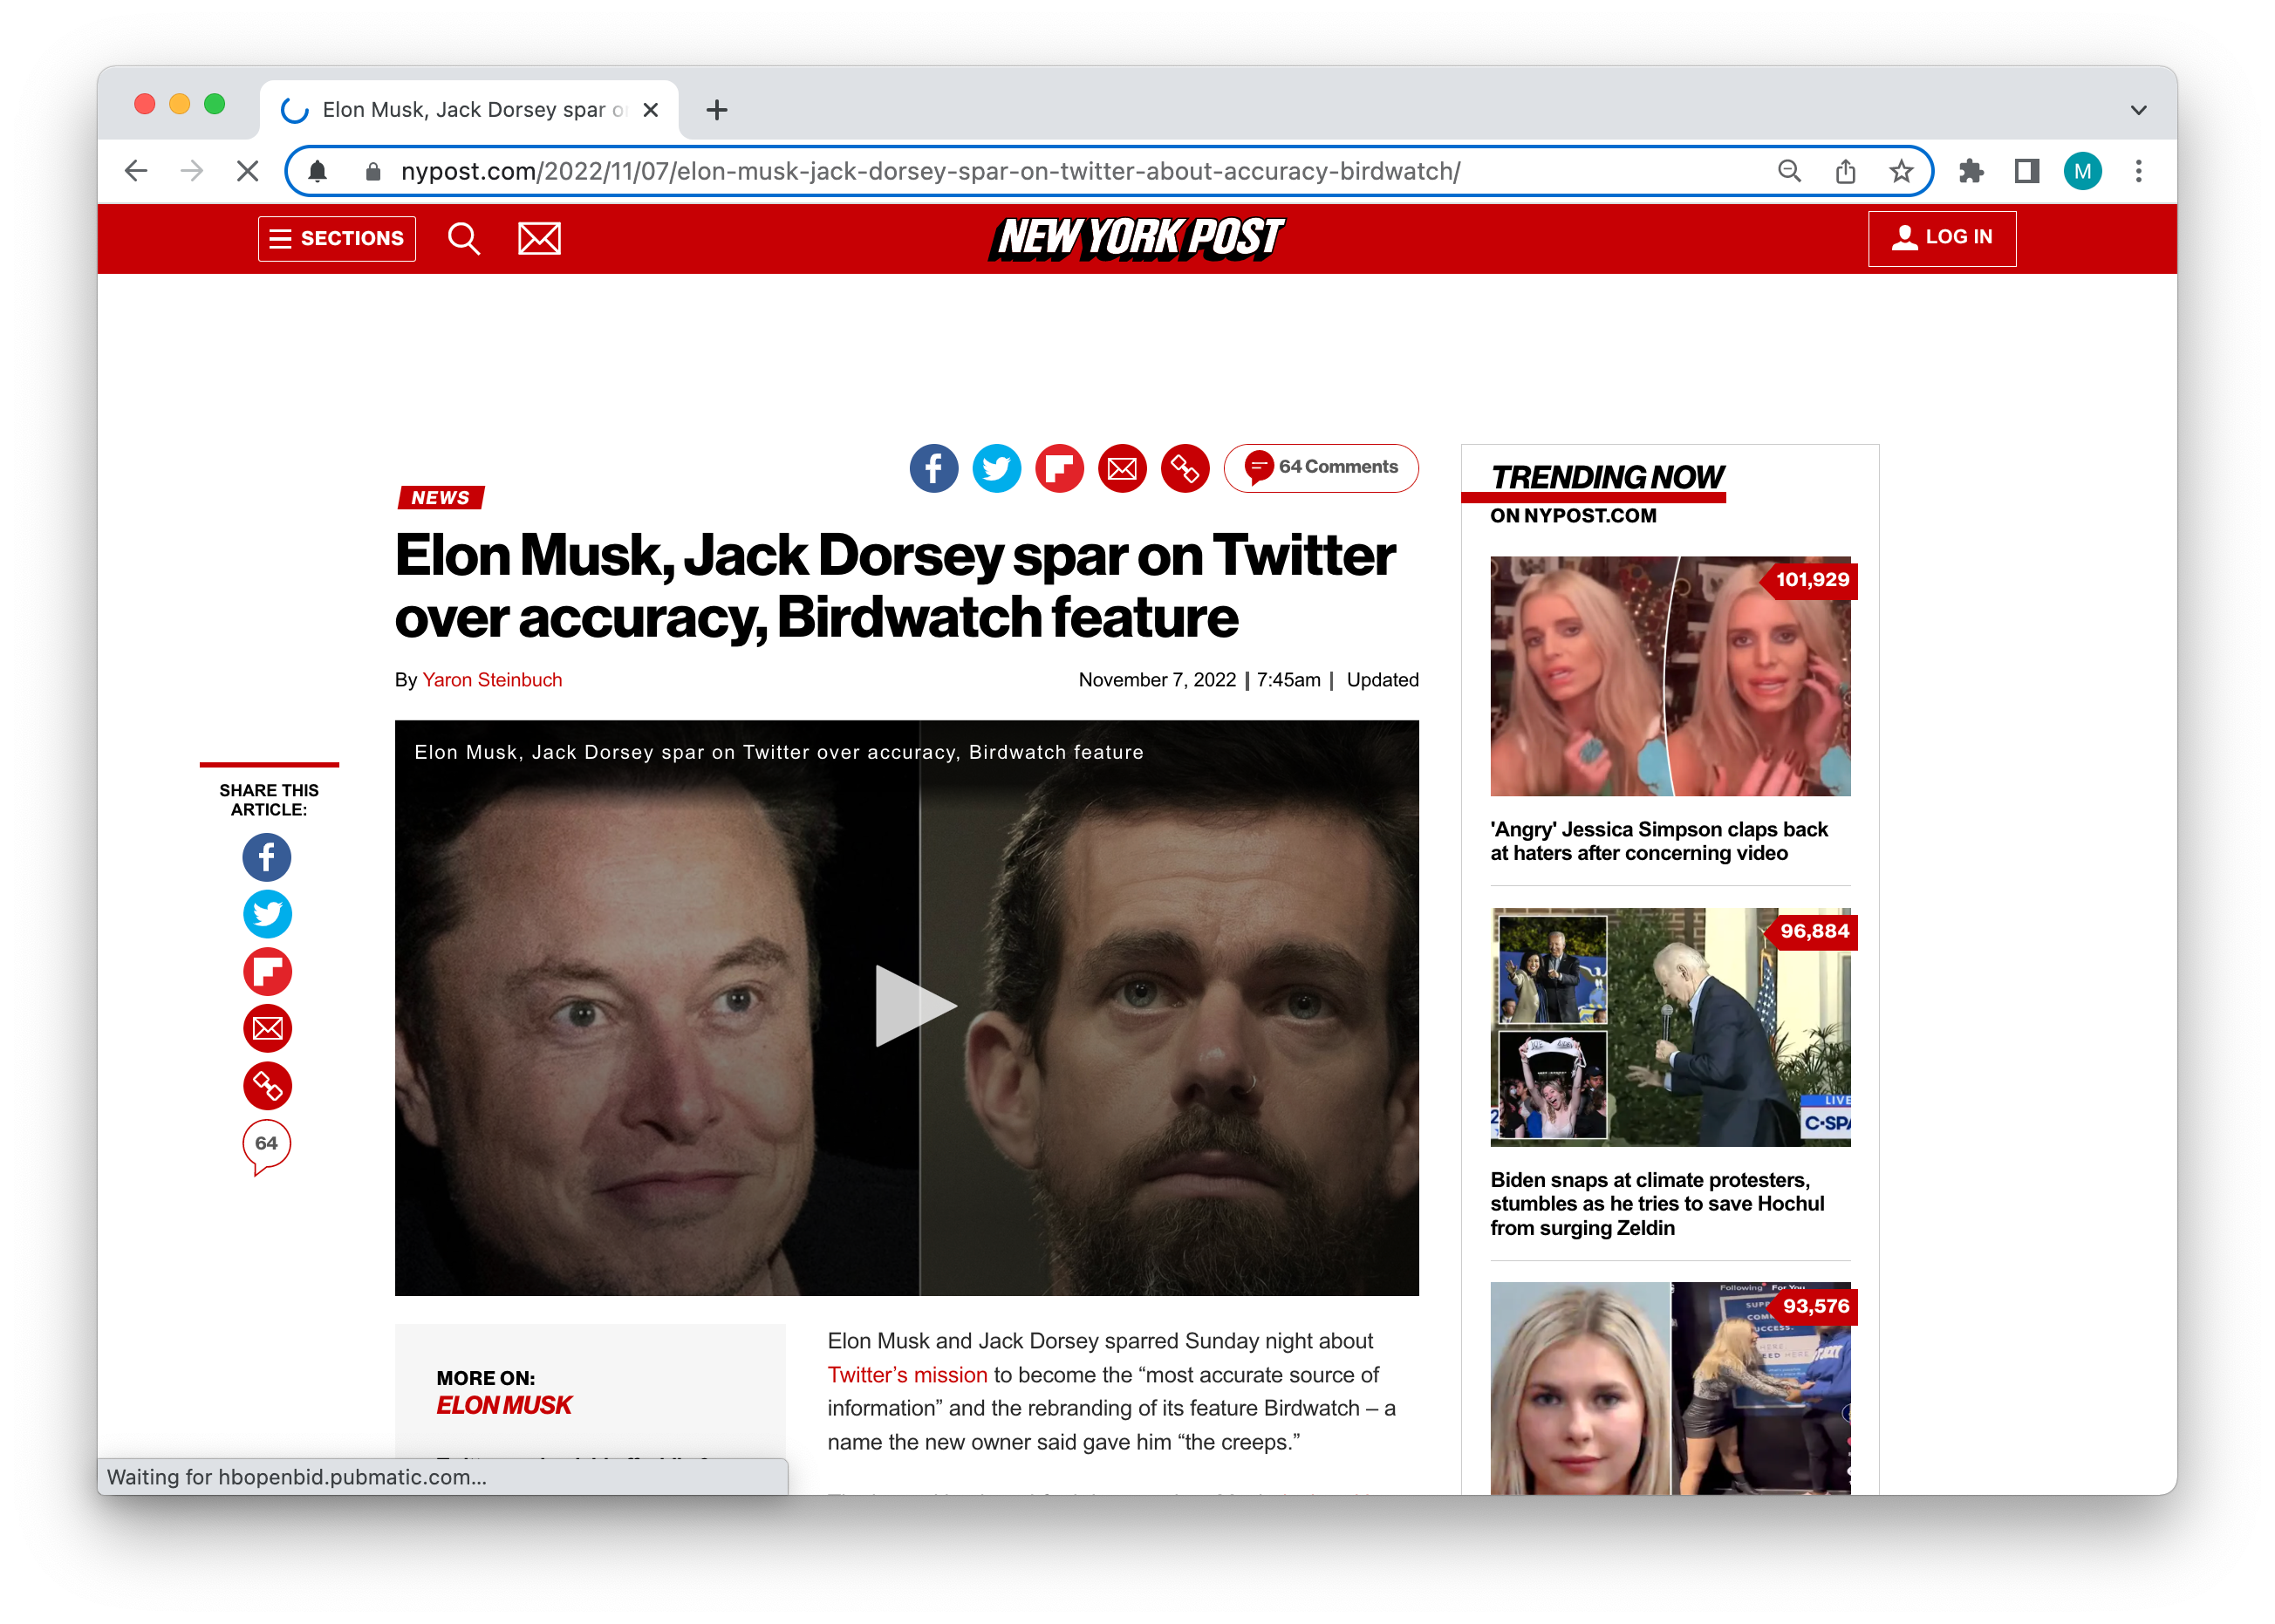 Elon Musk, Jack Dorsey spar o
nypost.com/2022/11/07/elon-musk-jack-dorsey-spar-on-twitter-about-accuracy-birdwatch/
M
SECTIONS
NEW YORK POST
LOG IN
64 Comments
NEWS
Elon Musk, Jack Dorsey spar on Twitter
over accuracy, Birdwatch feature
By Yaron Steinbuch
November 7, 2022 | 7:45am | Updated
SHARE THIS
ARTICLE:
64
Elon Musk, Jack Dorsey spar on Twitter over accuracy, Birdwatch feature
MORE ON:
ELON MUSK
Elon Musk and Jack Dorsey sparred Sunday night about
Twitter’s mission to become the “most accurate source of
information” and the rebranding of its feature Birdwatch – a
name the new owner said gave him “the creeps.”
TRENDING NOW
ON NYPOST.COM
101,929
'Angry' Jessica Simpson claps back
at haters after concerning video
96,884
LIVE
C-SPA
Biden snaps at climate protesters,
stumbles as he tries to save Hochul
from surging Zeldin
Following For You
93,576
Waiting for hbopenbid.pubmatic.com...